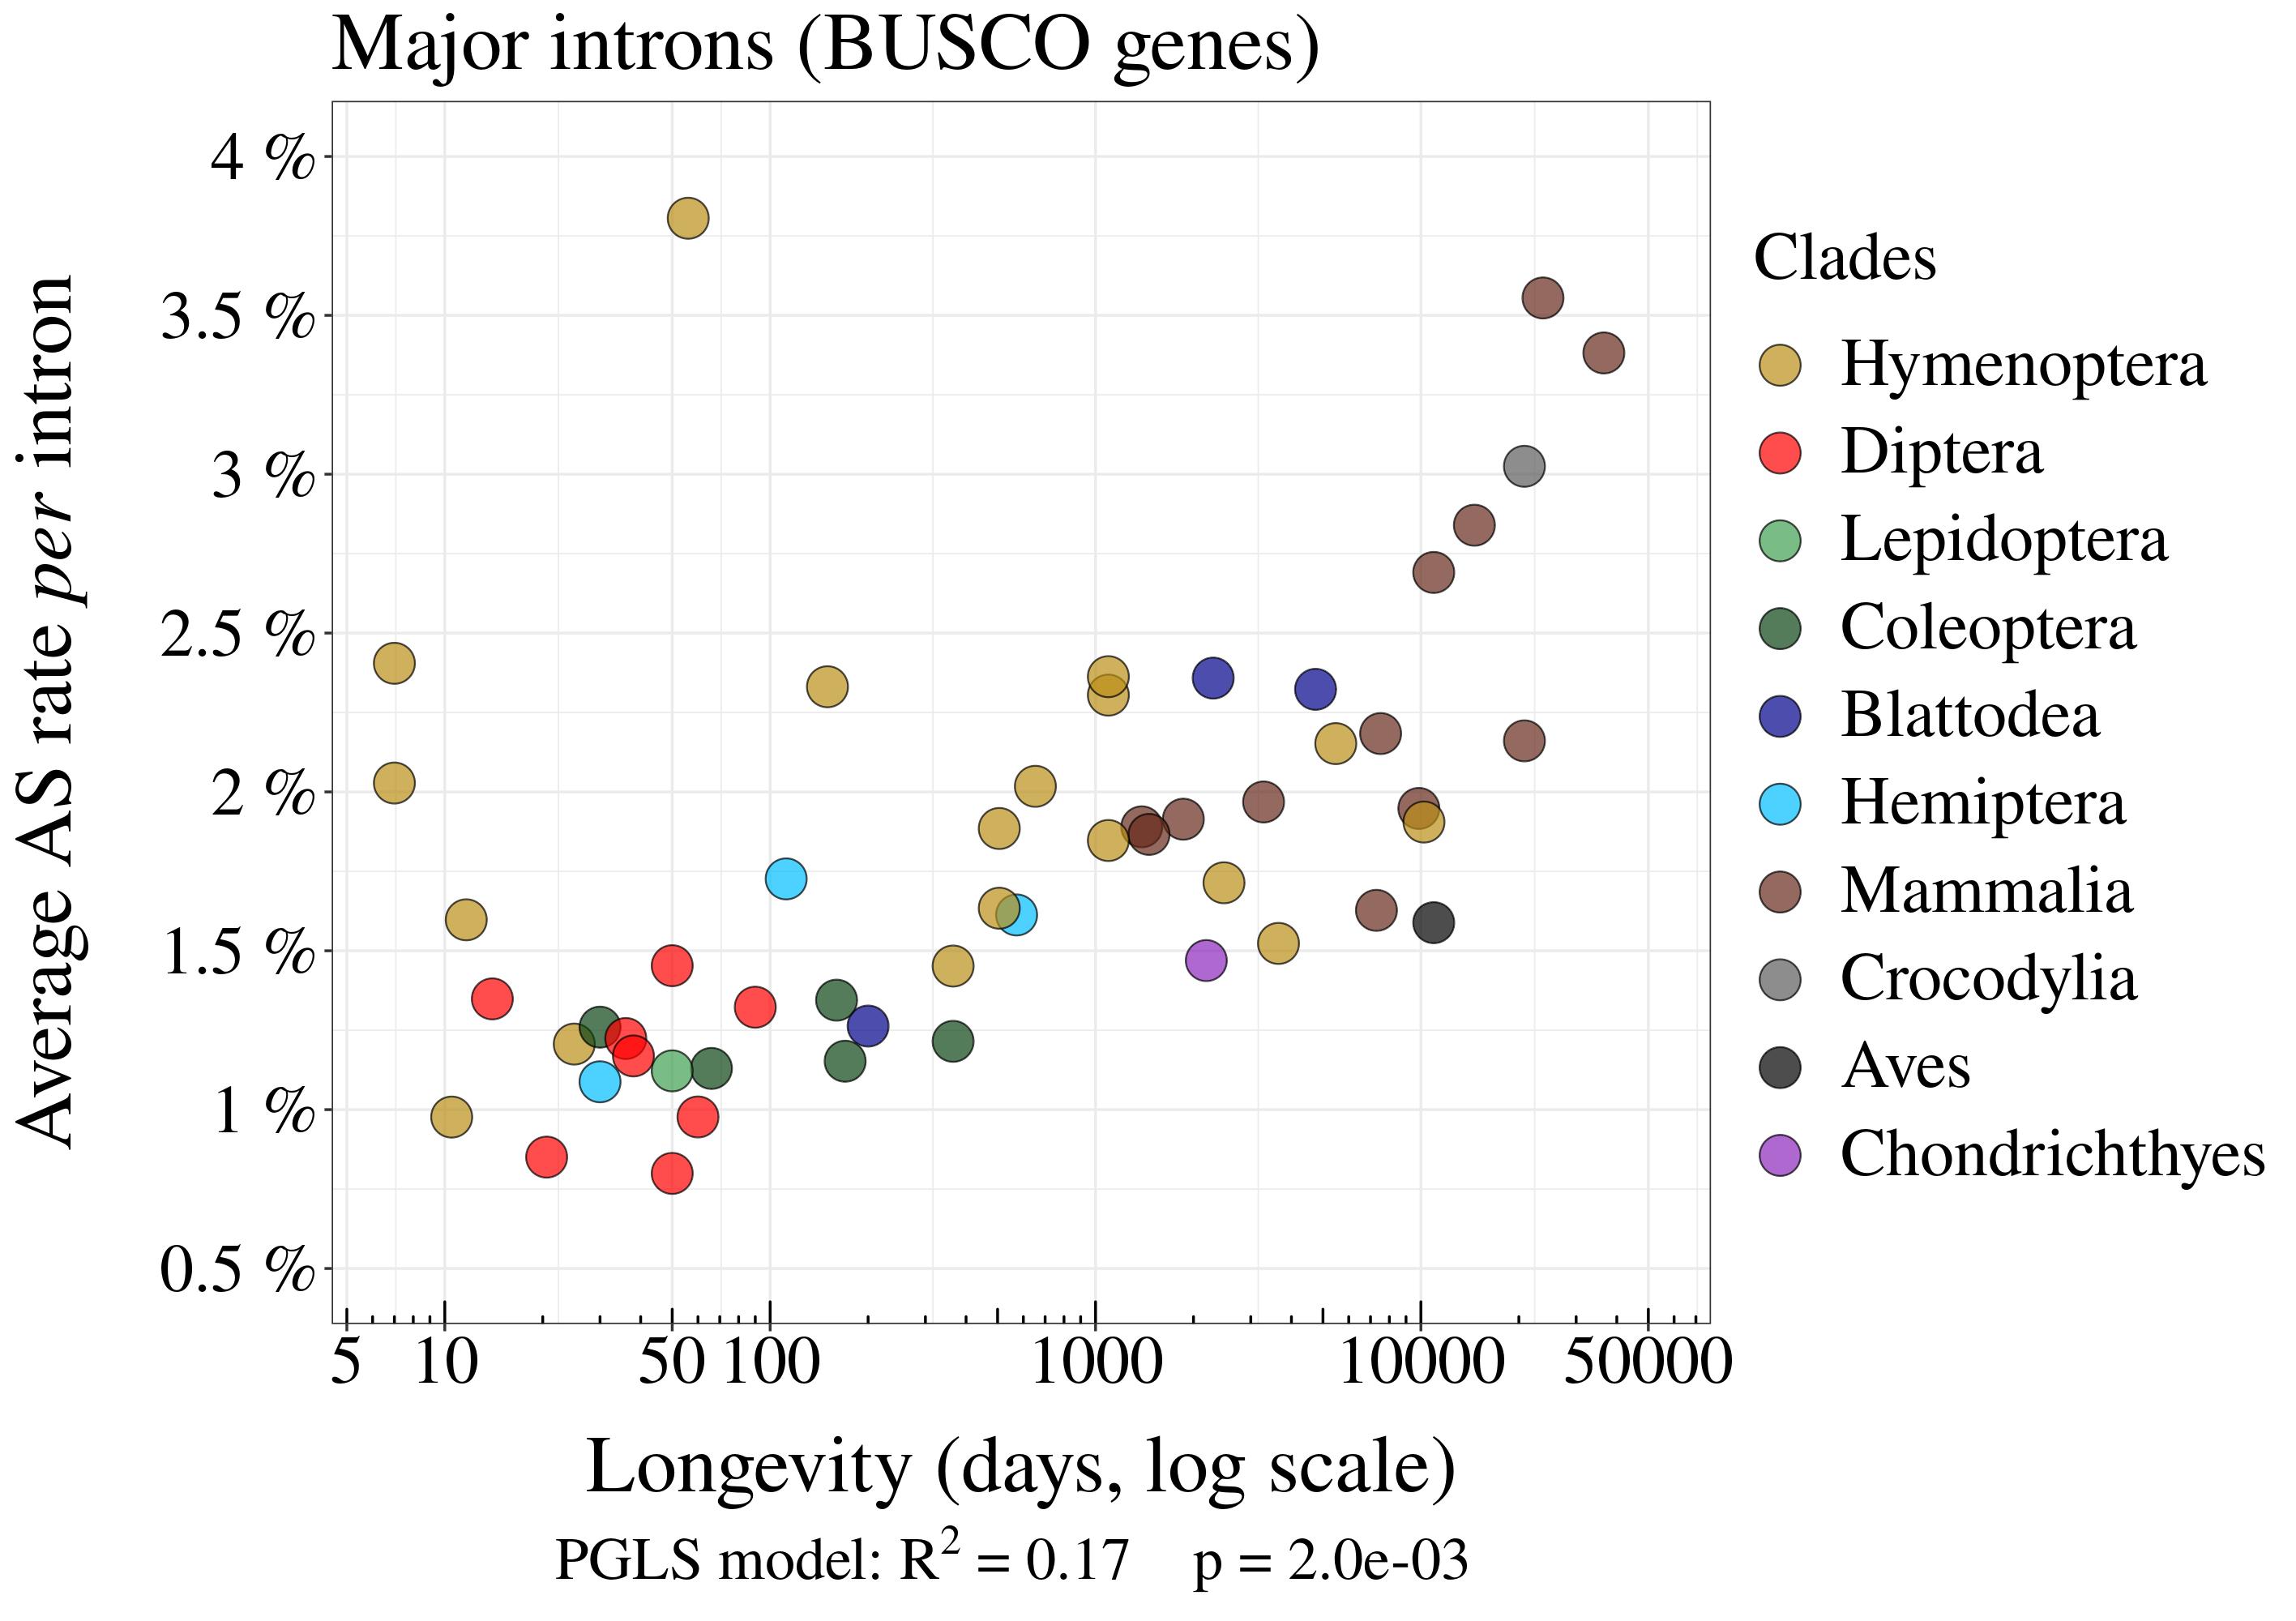 Major introns (BUSCO genes)
Average AS rate per intron
4 %
3.5 %
3 %
2.5 %
2 %
1.5 %
1 %
0.5 %
5 10 50 100 1000 10000 50000
Longevity (days, log scale)
PGLS model: R² = 0.17 p = 2.0e-03
Clades
Hymenoptera
Diptera
Lepidoptera
Coleoptera
Blattodea
Hemiptera
Mammalia
Crocodylia
Aves
Chondrichthyes